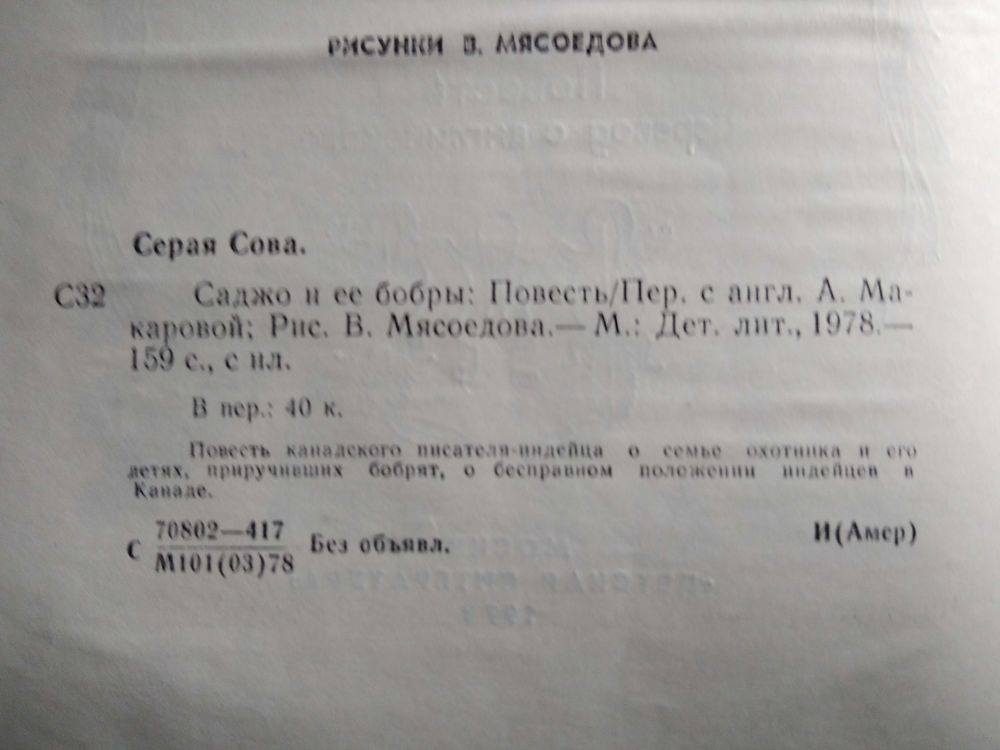 РИСУНКИ В. МЯСОЕДОВА
Серая Сова.
С32 Саджо и ее бобры: Повесть/Пер. с англ. А. Ма-
каровой; Рис. В. Мясоедова.— М.: Дет. лит., 1978.—
159 с., с ил.
В пер.: 40 к.
Повесть канадского писателя-индейца о семье охотника и его
детях, приручивших бобрят, о бесправном положении индейцев в
Канаде.
С 70802—417 Без объявл. И(Амер)
М101(03)78